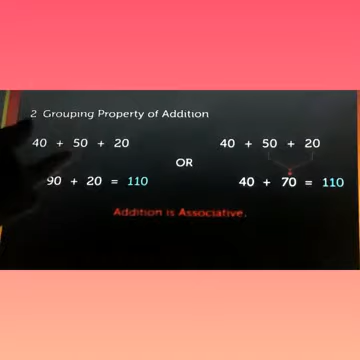 2 Grouping Property of Addition
40 + 50 + 20 40 + 50 + 20
OR
90 + 20 = 110 40 + 70 = 110
Addition is Associative.